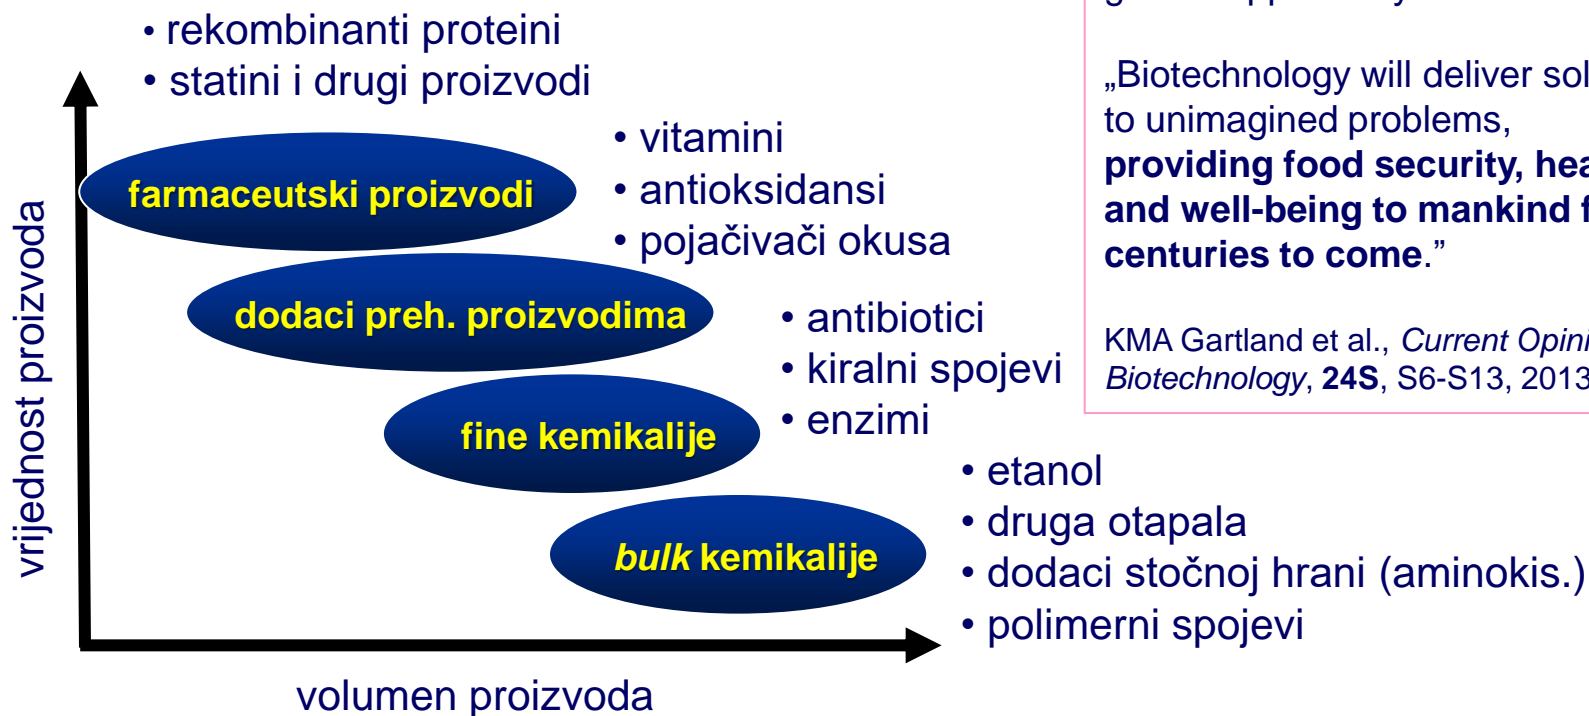 • rekombinanti proteini
• statini i drugi proizvodi
farmaceutski proizvodi
• vitamini
• antioksidansi
• pojačivači okusa
dodaci preh. proizvodima
• antibiotici
• kiralni spojevi
• enzimi
fine kemikalije
• etanol
• druga otapala
• dodaci stočnoj hrani (aminokis.)
• polimerni spojevi
bulk kemikalije
vrijednost proizvoda
volumen proizvoda
„Biotechnology will deliver
to unimagined problems,
providing food security,
and well-being to mankind
centuries to come.”
KMA Gartland et al., Current
Biotechnology, 24S, S6-S13, 2013